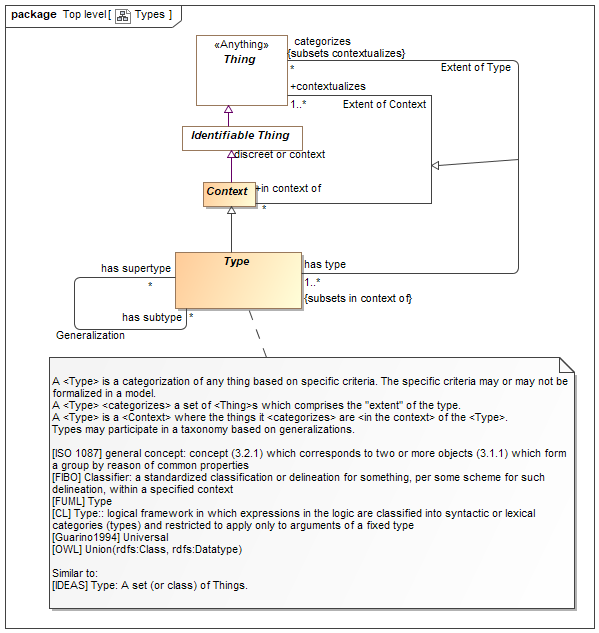 package Top level[ Types ]
«Anything»
Thing
categorizes
{subsets contextualizes}
*
Extent of Type
+contextualizes
1..*
Extent of Context
Identifiable Thing
discreet or context
Context
+in context of
*
Type
has supertype
*
has type
1..*
{subsets in context of}
has subtype
*
Generalization
A <Type> is a categorization of any thing based on specific criteria. The specific criteria may or may not be
formalized in a model.
A <Type> <categorizes> a set of <Thing>s which comprises the "extent" of the type.
A <Type> is a <Context> where the things it <categorizes> are <in the context> of the <Type>.
Types may participate in a taxonomy based on generalizations.
[ISO 1087] general concept: concept (3.2.1) which corresponds to two or more objects (3.1.1) which form
a group by reason of common properties
[FIBO] Classifier: a standardized classification or delineation for something, per some scheme for such
delineation, within a specified context
[FUML] Type
[CL] Type:: logical framework in which expressions in the logic are classified into syntactic or lexical
categories (types) and restricted to apply only to arguments of a fixed type
[Guarino1994] Universal
[OWL] Union(rdfs:Class, rdfs:Datatype)
Similar to:
[IDEAS] Type: A set (or class) of Things.